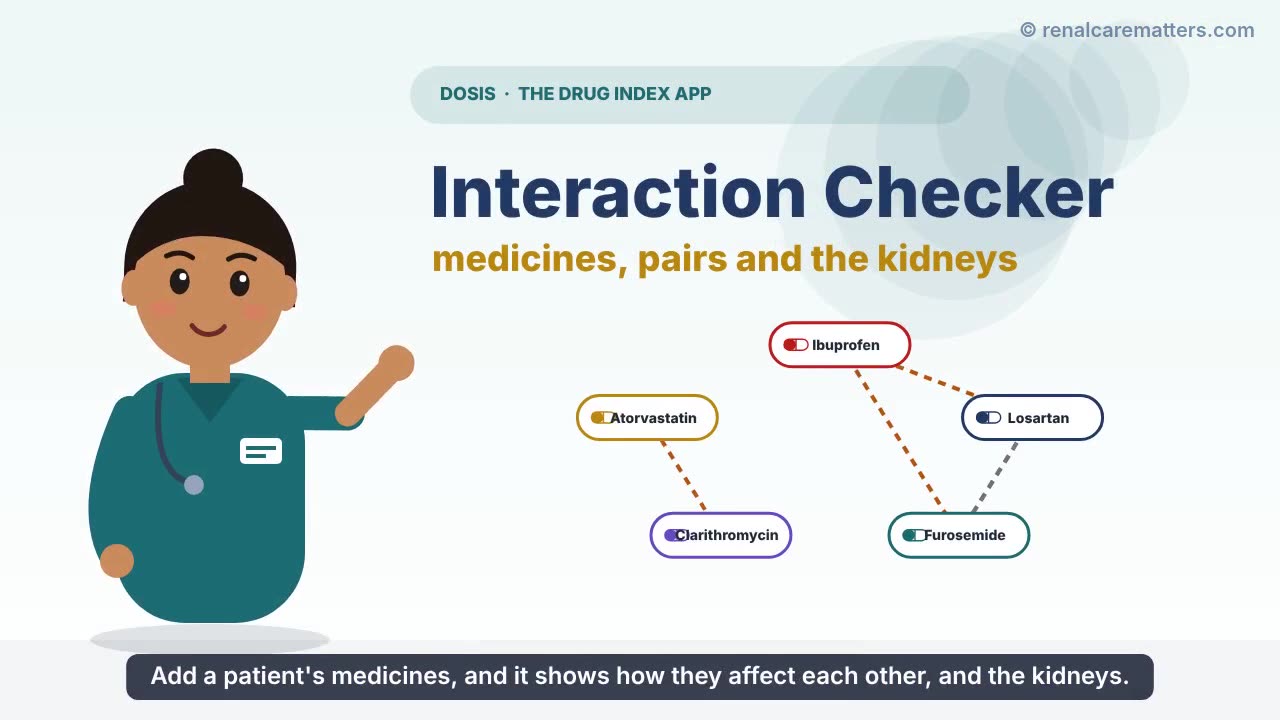 © renalcarematters.com
DOSIS · THE DRUG INDEX APP
Interaction Checker
medicines, pairs and the kidneys
Ibuprofen
Atorvastatin
Losartan
Clarithromycin
Furosemide
Add a patient's medicines, and it shows how they affect each other, and the kidneys.